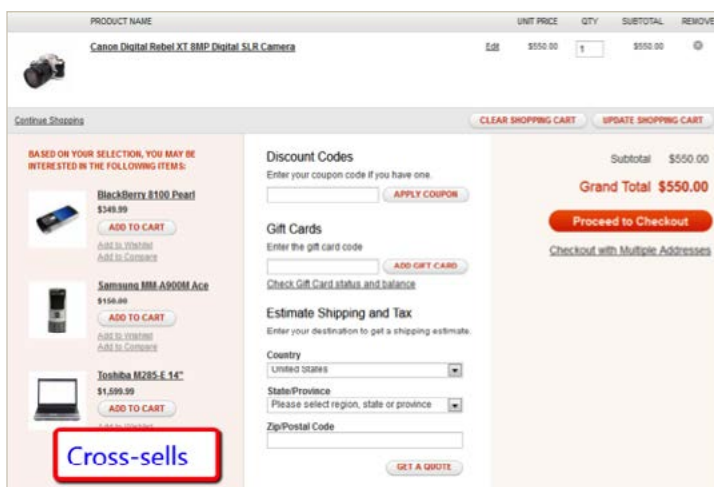 PRODUCT NAME UNIT PRICE QTY SUBTOTAL REMOVE
Canon Digital Rebel XT 8MP Digital SLR Camera Edit $550.00 1 $550.00
Continue Shopping CLEAR SHOPPING CART UPDATE SHOPPING CART
BASED ON YOUR SELECTION, YOU MAY BE
INTERESTED IN THE FOLLOWING ITEMS:
BlackBerry 8100 Pearl
$349.99
ADD TO CART
Add to Wishlist
Add to Compare
Samsung MM-A900M Ace
$150.00
ADD TO CART
Add to Wishlist
Add to Compare
Toshiba M285-E 14"
$1,599.99
ADD TO CART
Add to Wishlist
Cross-sells
Discount Codes
Enter your coupon code if you have one.
APPLY COUPON
Gift Cards
Enter the gift card code
ADD GIFT CARD
Check Gift Card status and balance
Estimate Shipping and Tax
Enter your destination to get a shipping estimate.
Country
United States
State/Province
Please select region, state or province
Zip/Postal Code
GET A QUOTE
Subtotal $550.00
Grand Total $550.00
Proceed to Checkout
Checkout with Multiple Addresses